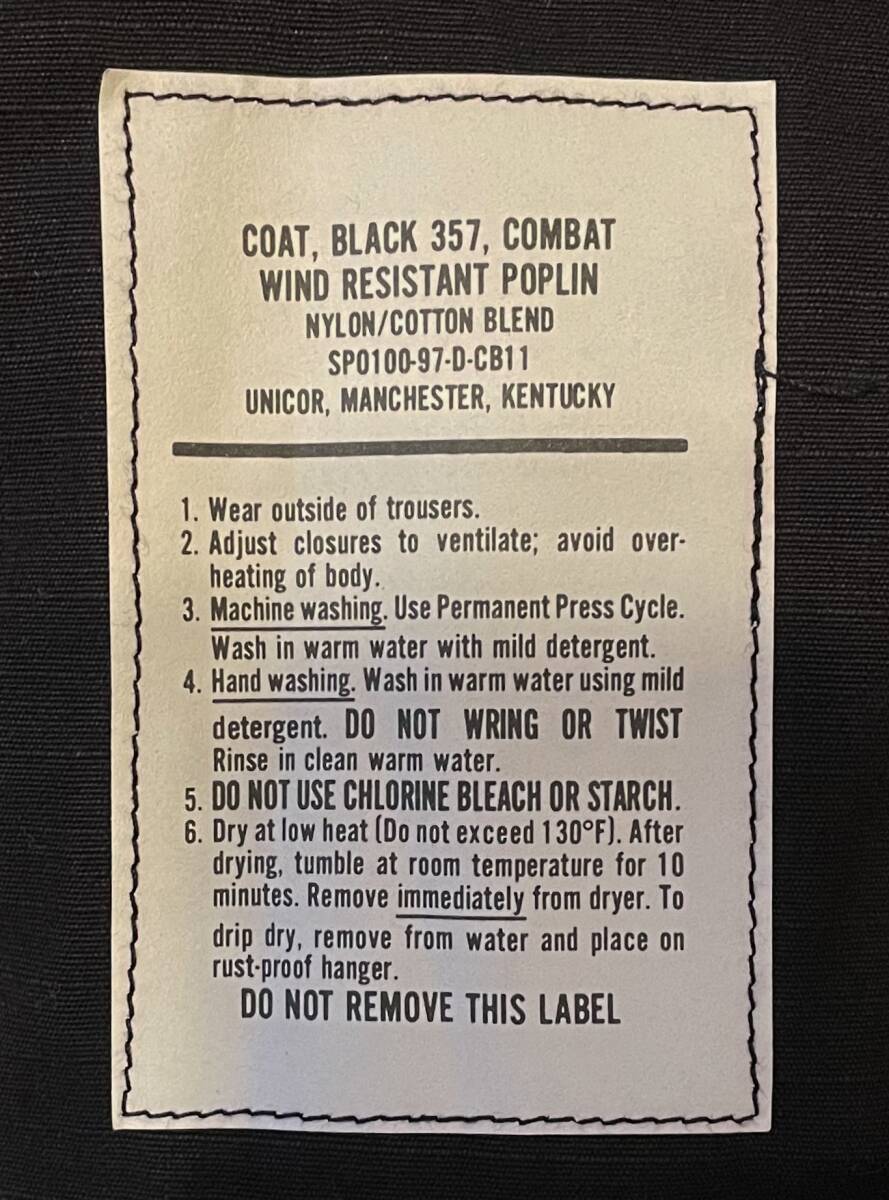 COAT, BLACK 357, COMBAT
WIND RESISTANT POPLIN
NYLON/COTTON BLEND
SP0100-97-D-CB11
UNICOR, MANCHESTER, KENTUCKY
1. Wear outside of trousers.
2. Adjust closures to ventilate; avoid over-
heating of body.
3. Machine washing. Use Permanent Press Cycle.
Wash in warm water with mild detergent.
4. Hand washing. Wash in warm water using mild
detergent. DO NOT WRING OR TWIST
Rinse in clean warm water.
5. DO NOT USE CHLORINE BLEACH OR STARCH.
6. Dry at low heat (Do not exceed 130°F). After
drying, tumble at room temperature for 10
minutes. Remove immediately from dryer. To
drip dry, remove from water and place on
rust-proof hanger.
DO NOT REMOVE THIS LABEL